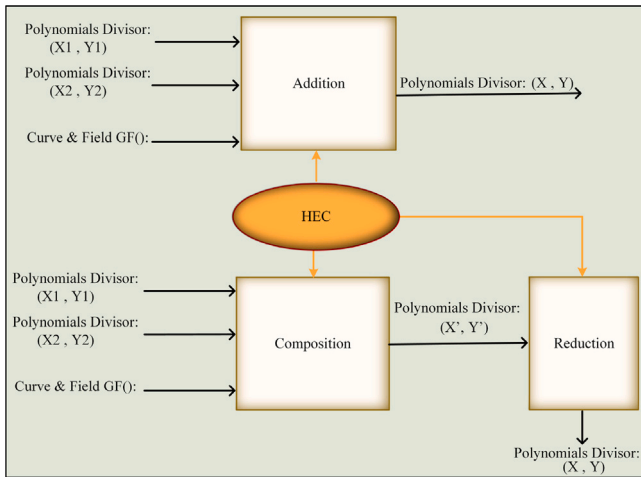 Polynomials Divisor:
(X1 , Y1)
Polynomials Divisor:
(X2 , Y2)
Curve & Field GF():
Addition
Polynomials Divisor: (X , Y)
HEC
Polynomials Divisor:
(X1 , Y1)
Polynomials Divisor:
(X2 , Y2)
Curve & Field GF():
Composition
Polynomials Divisor:
(X’, Y’)
Reduction
Polynomials Divisor:
(X, Y)